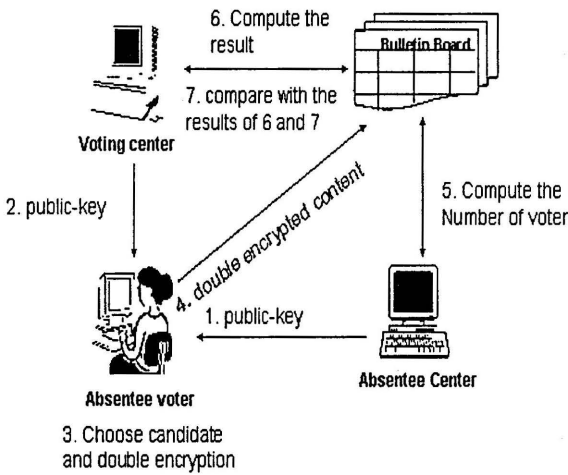 6. Compute the
result
Bulletin Board
7. compare with the
results of 6 and 7
Voting center
2. public-key
4. double encrypted content
5. Compute the
Number of voter
1. public-key
Absentee voter
Absentee Center
3. Choose candidate
and double encryption